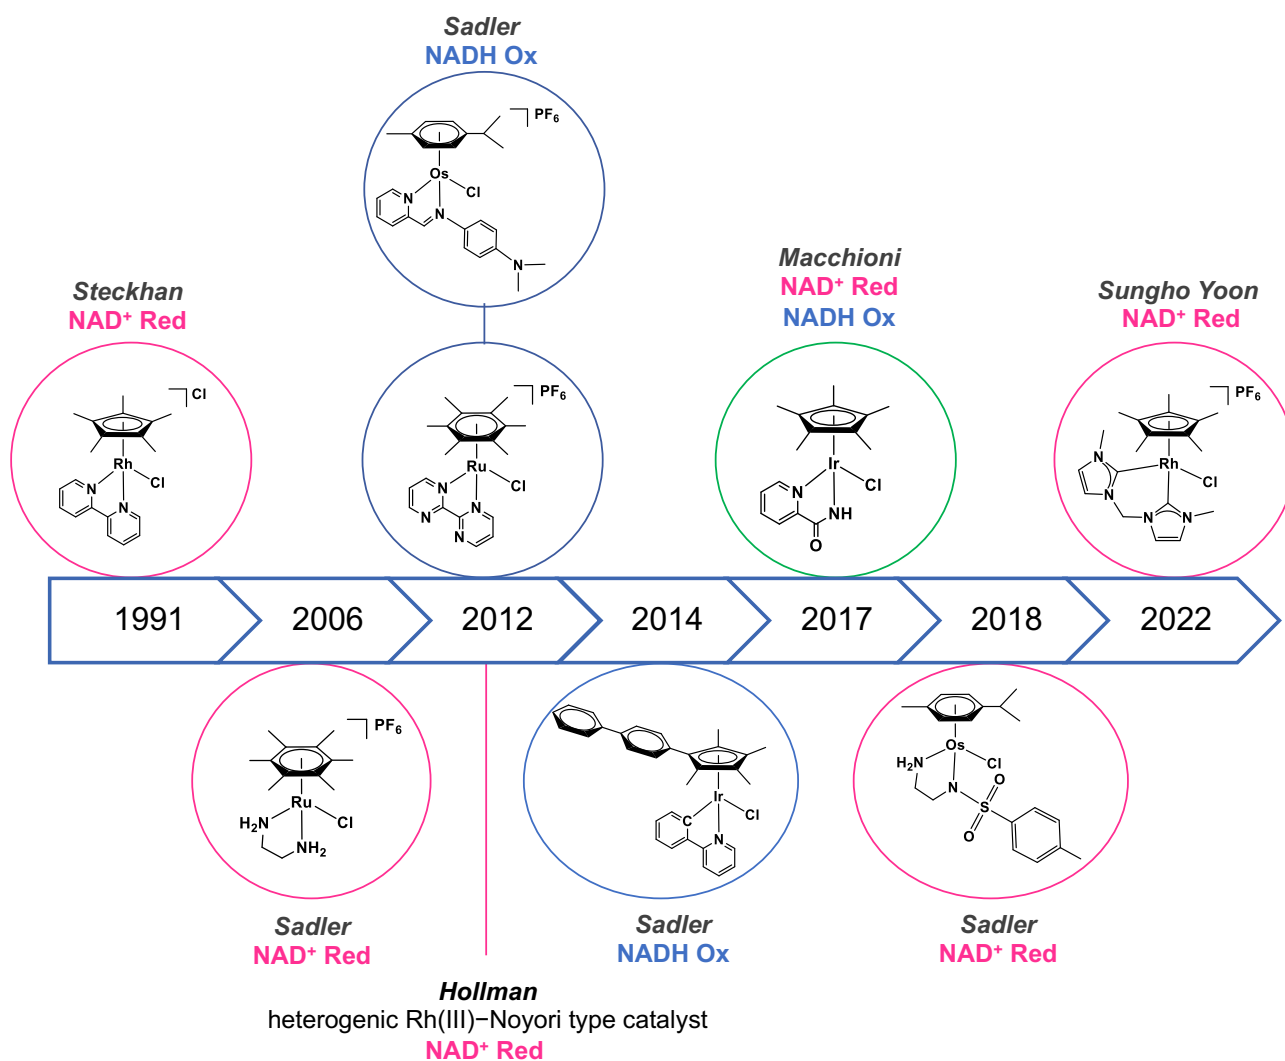 Sadler
NADH Ox
PF6
Os
Cl
N
N
N
Steckhan
NAD+ Red
Cl
Rh
Cl
N
N
PF6
Ru
Cl
N
N
N
N
Macchioni
NAD+ Red
NADH Ox
Ir
Cl
N
NH
O
Sungho Yoon
NAD+ Red
PF6
N
Rh
Cl
N
N
N
1991
2006
2012
2014
2017
2018
2022
PF6
Ru
Cl
H2N
NH2
Sadler
NAD+ Red
Hollman
heterogenic Rh(III)−Noyori type catalyst
NAD+ Red
Ir
Cl
C
N
Sadler
NADH Ox
Os
Cl
H2N
N
S
O
O
Sadler
NAD+ Red